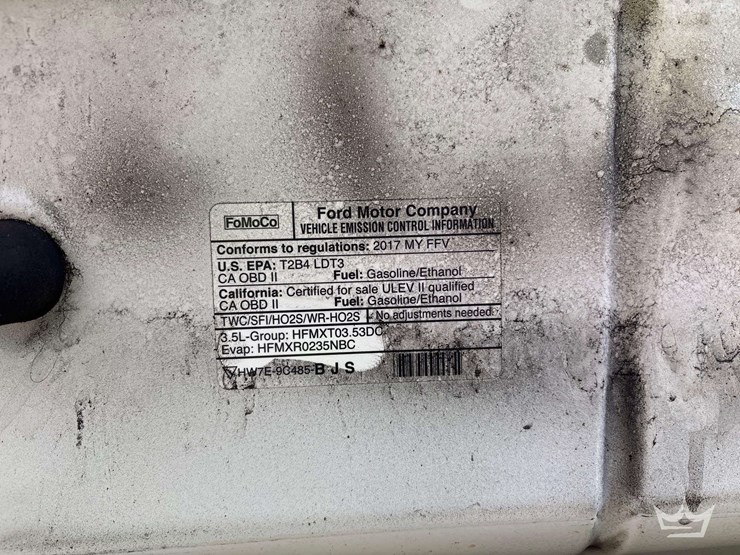 FoMoCo
Ford Motor Company
VEHICLE EMISSION CONTROL INFORMATION
Conforms to regulations: 2017 MY FFV
U.S. EPA: T2B4 LDT3
CA OBD II Fuel: Gasoline/Ethanol
California: Certified for sale ULEV II qualified
CA OBD II Fuel: Gasoline/Ethanol
TWC/SFI/HO2S/WR-HO2S No adjustments needed.
3.5L-Group: HFMXT03.53DC
Evap: HFMXR0235NBC
HW7E-9C485-BJS